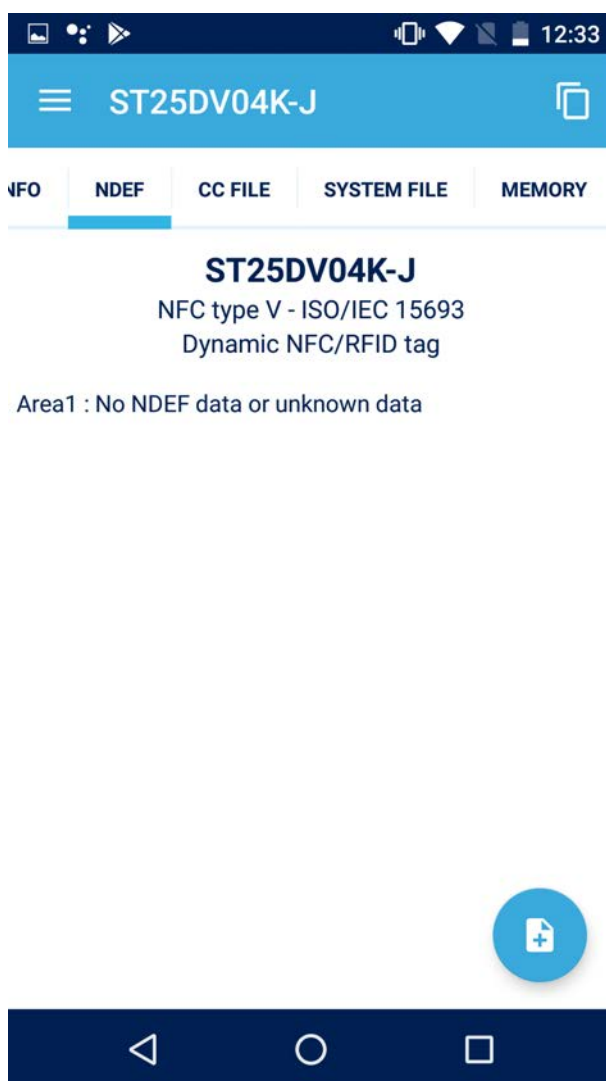 12:33
ST25DV04K-J
NFO NDEF CC FILE SYSTEM FILE MEMORY
ST25DV04K-J
NFC type V - ISO/IEC 15693
Dynamic NFC/RFID tag
Area1 : No NDEF data or unknown data